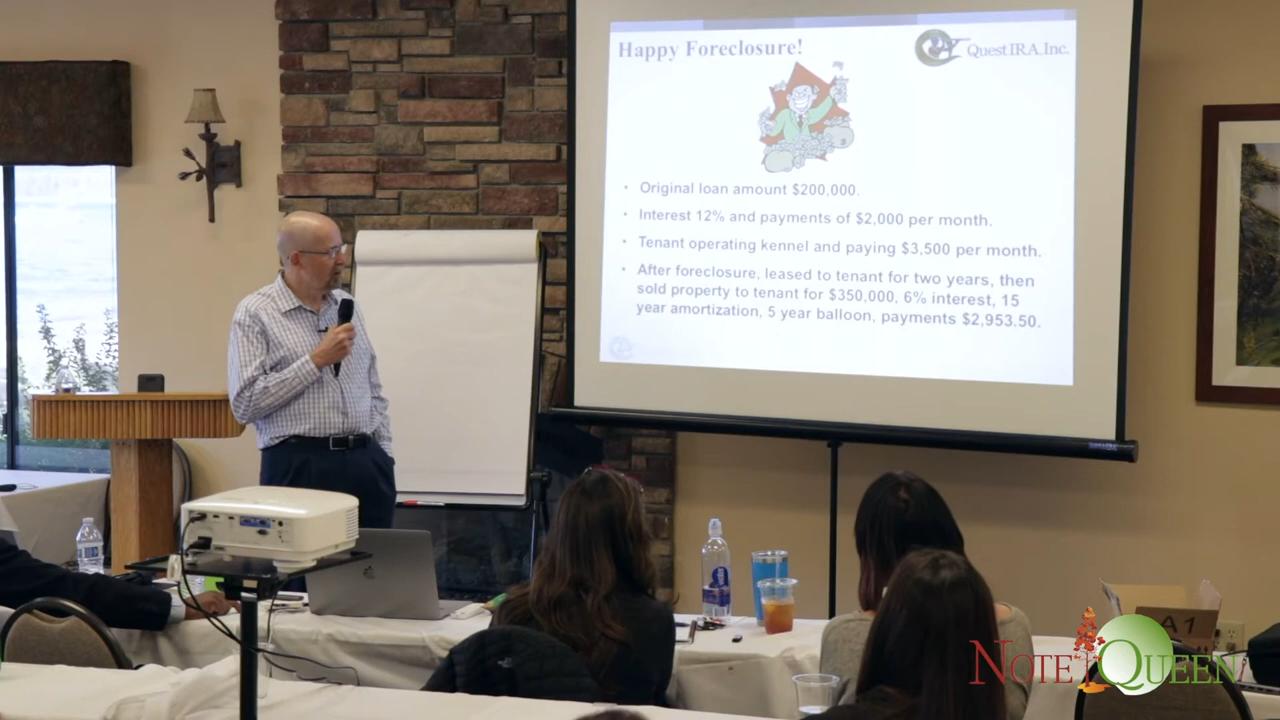 Happy Foreclosure!
Quest IRA, Inc.
• Original loan amount $200,000.
• Interest 12% and payments of $2,000 per month.
• Tenant operating kennel and paying $3,500 per month.
• After foreclosure, leased to tenant for two years, then
sold property to tenant for $350,000, 6% interest, 15
year amortization, 5 year balloon, payments $2,953.50.
A1
NOTE QUEEN